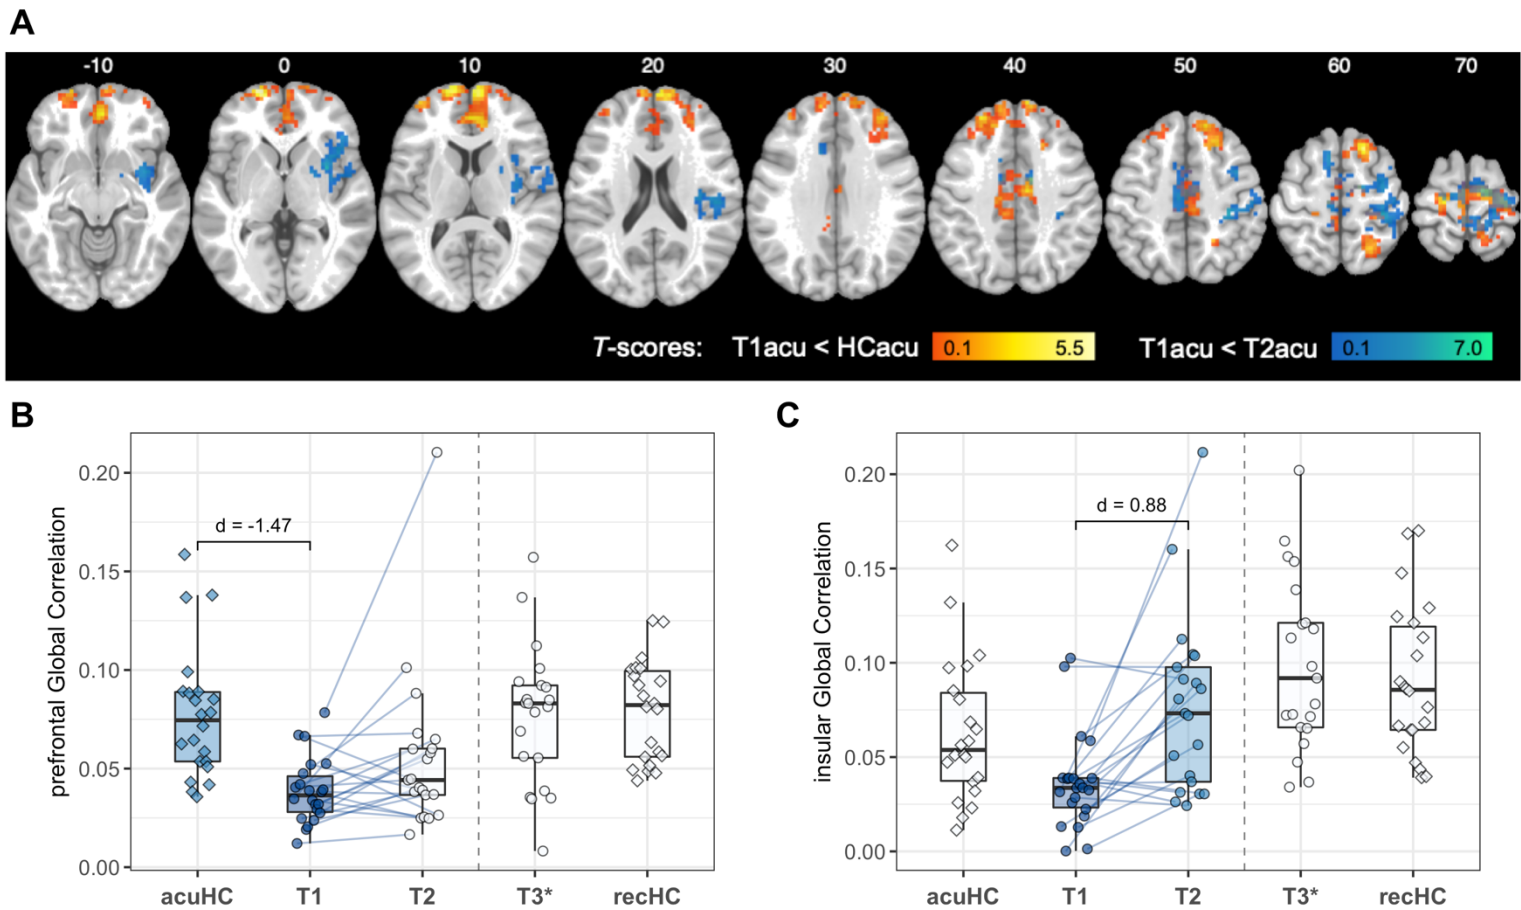 A
-10 0 10 20 30 40 50 60 70
T-scores: T1acu < HCacu 0.1 5.5 T1acu < T2acu 0.1 7.0
B
prefrontal Global Correlation
0.20
0.15
0.10
0.05
0.00
d = -1.47
acuHC T1 T2 T3* recHC
C
insular Global Correlation
0.20
0.15
0.10
0.05
0.00
d = 0.88
acuHC T1 T2 T3* recHC